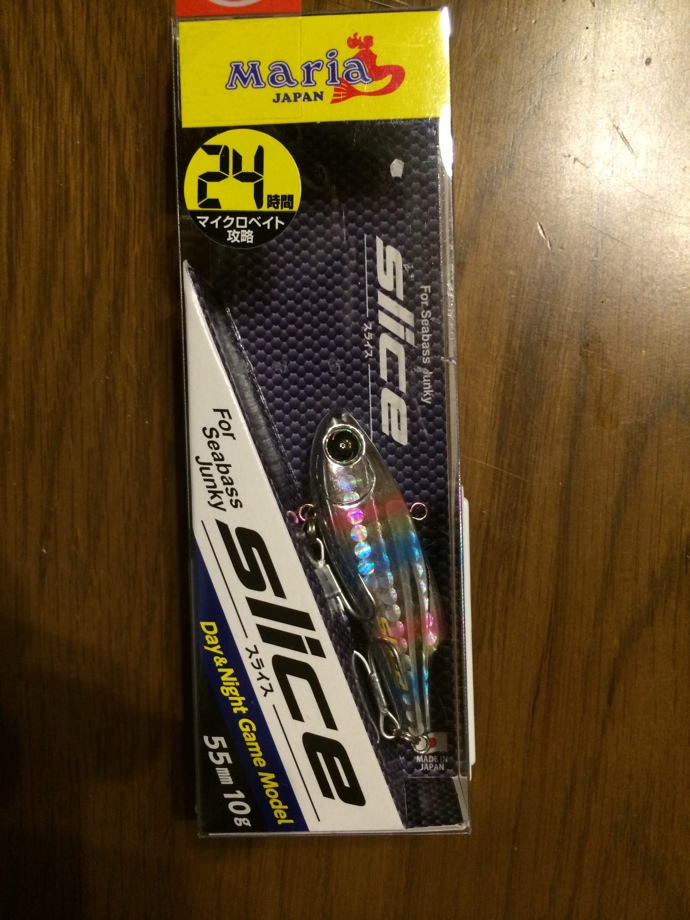 Maria
JAPAN
24時間
マイクロベイト
攻略
slice
スライス
For Seabass Junky
For
Seabass
Junky
slice
スライス
Day&Night Game Model
55mm 10g
MADE IN
JAPAN